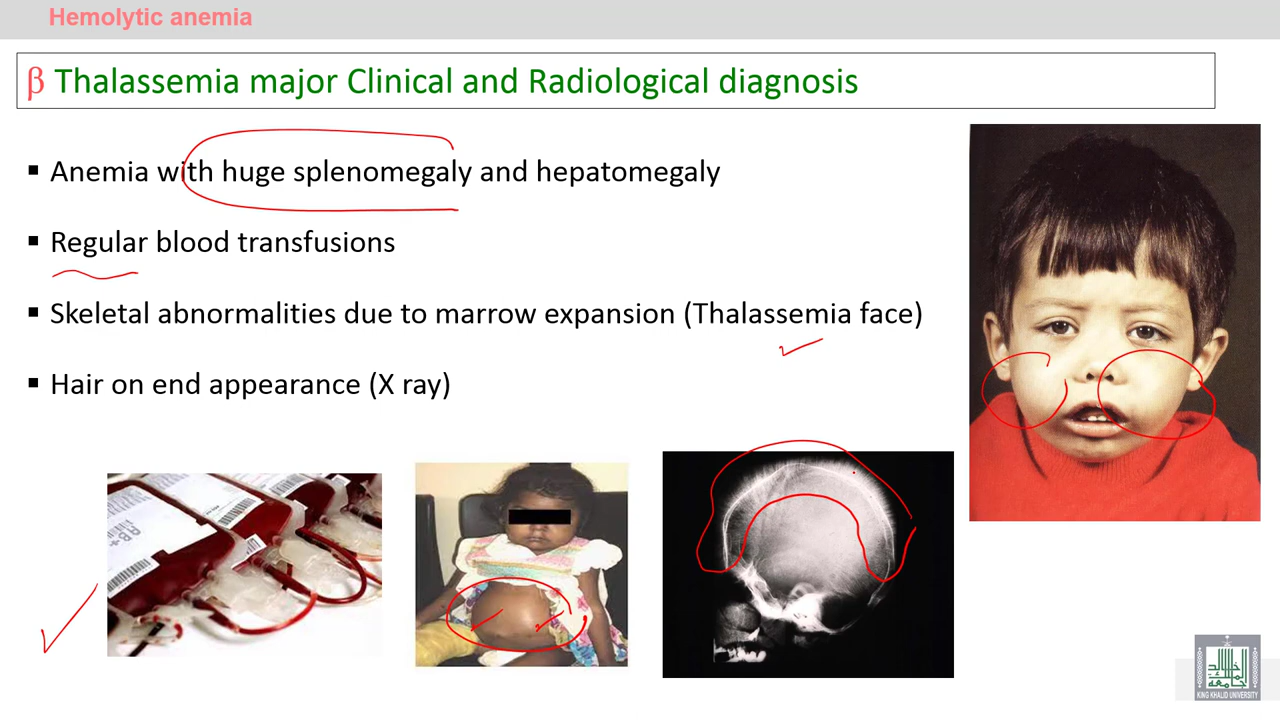 Hemolytic anemia
β Thalassemia major Clinical and Radiological diagnosis
▪ Anemia with huge splenomegaly and hepatomegaly
▪ Regular blood transfusions
▪ Skeletal abnormalities due to marrow expansion (Thalassemia face)
▪ Hair on end appearance (X ray)
AB+
KING KHALID UNIVERSITY